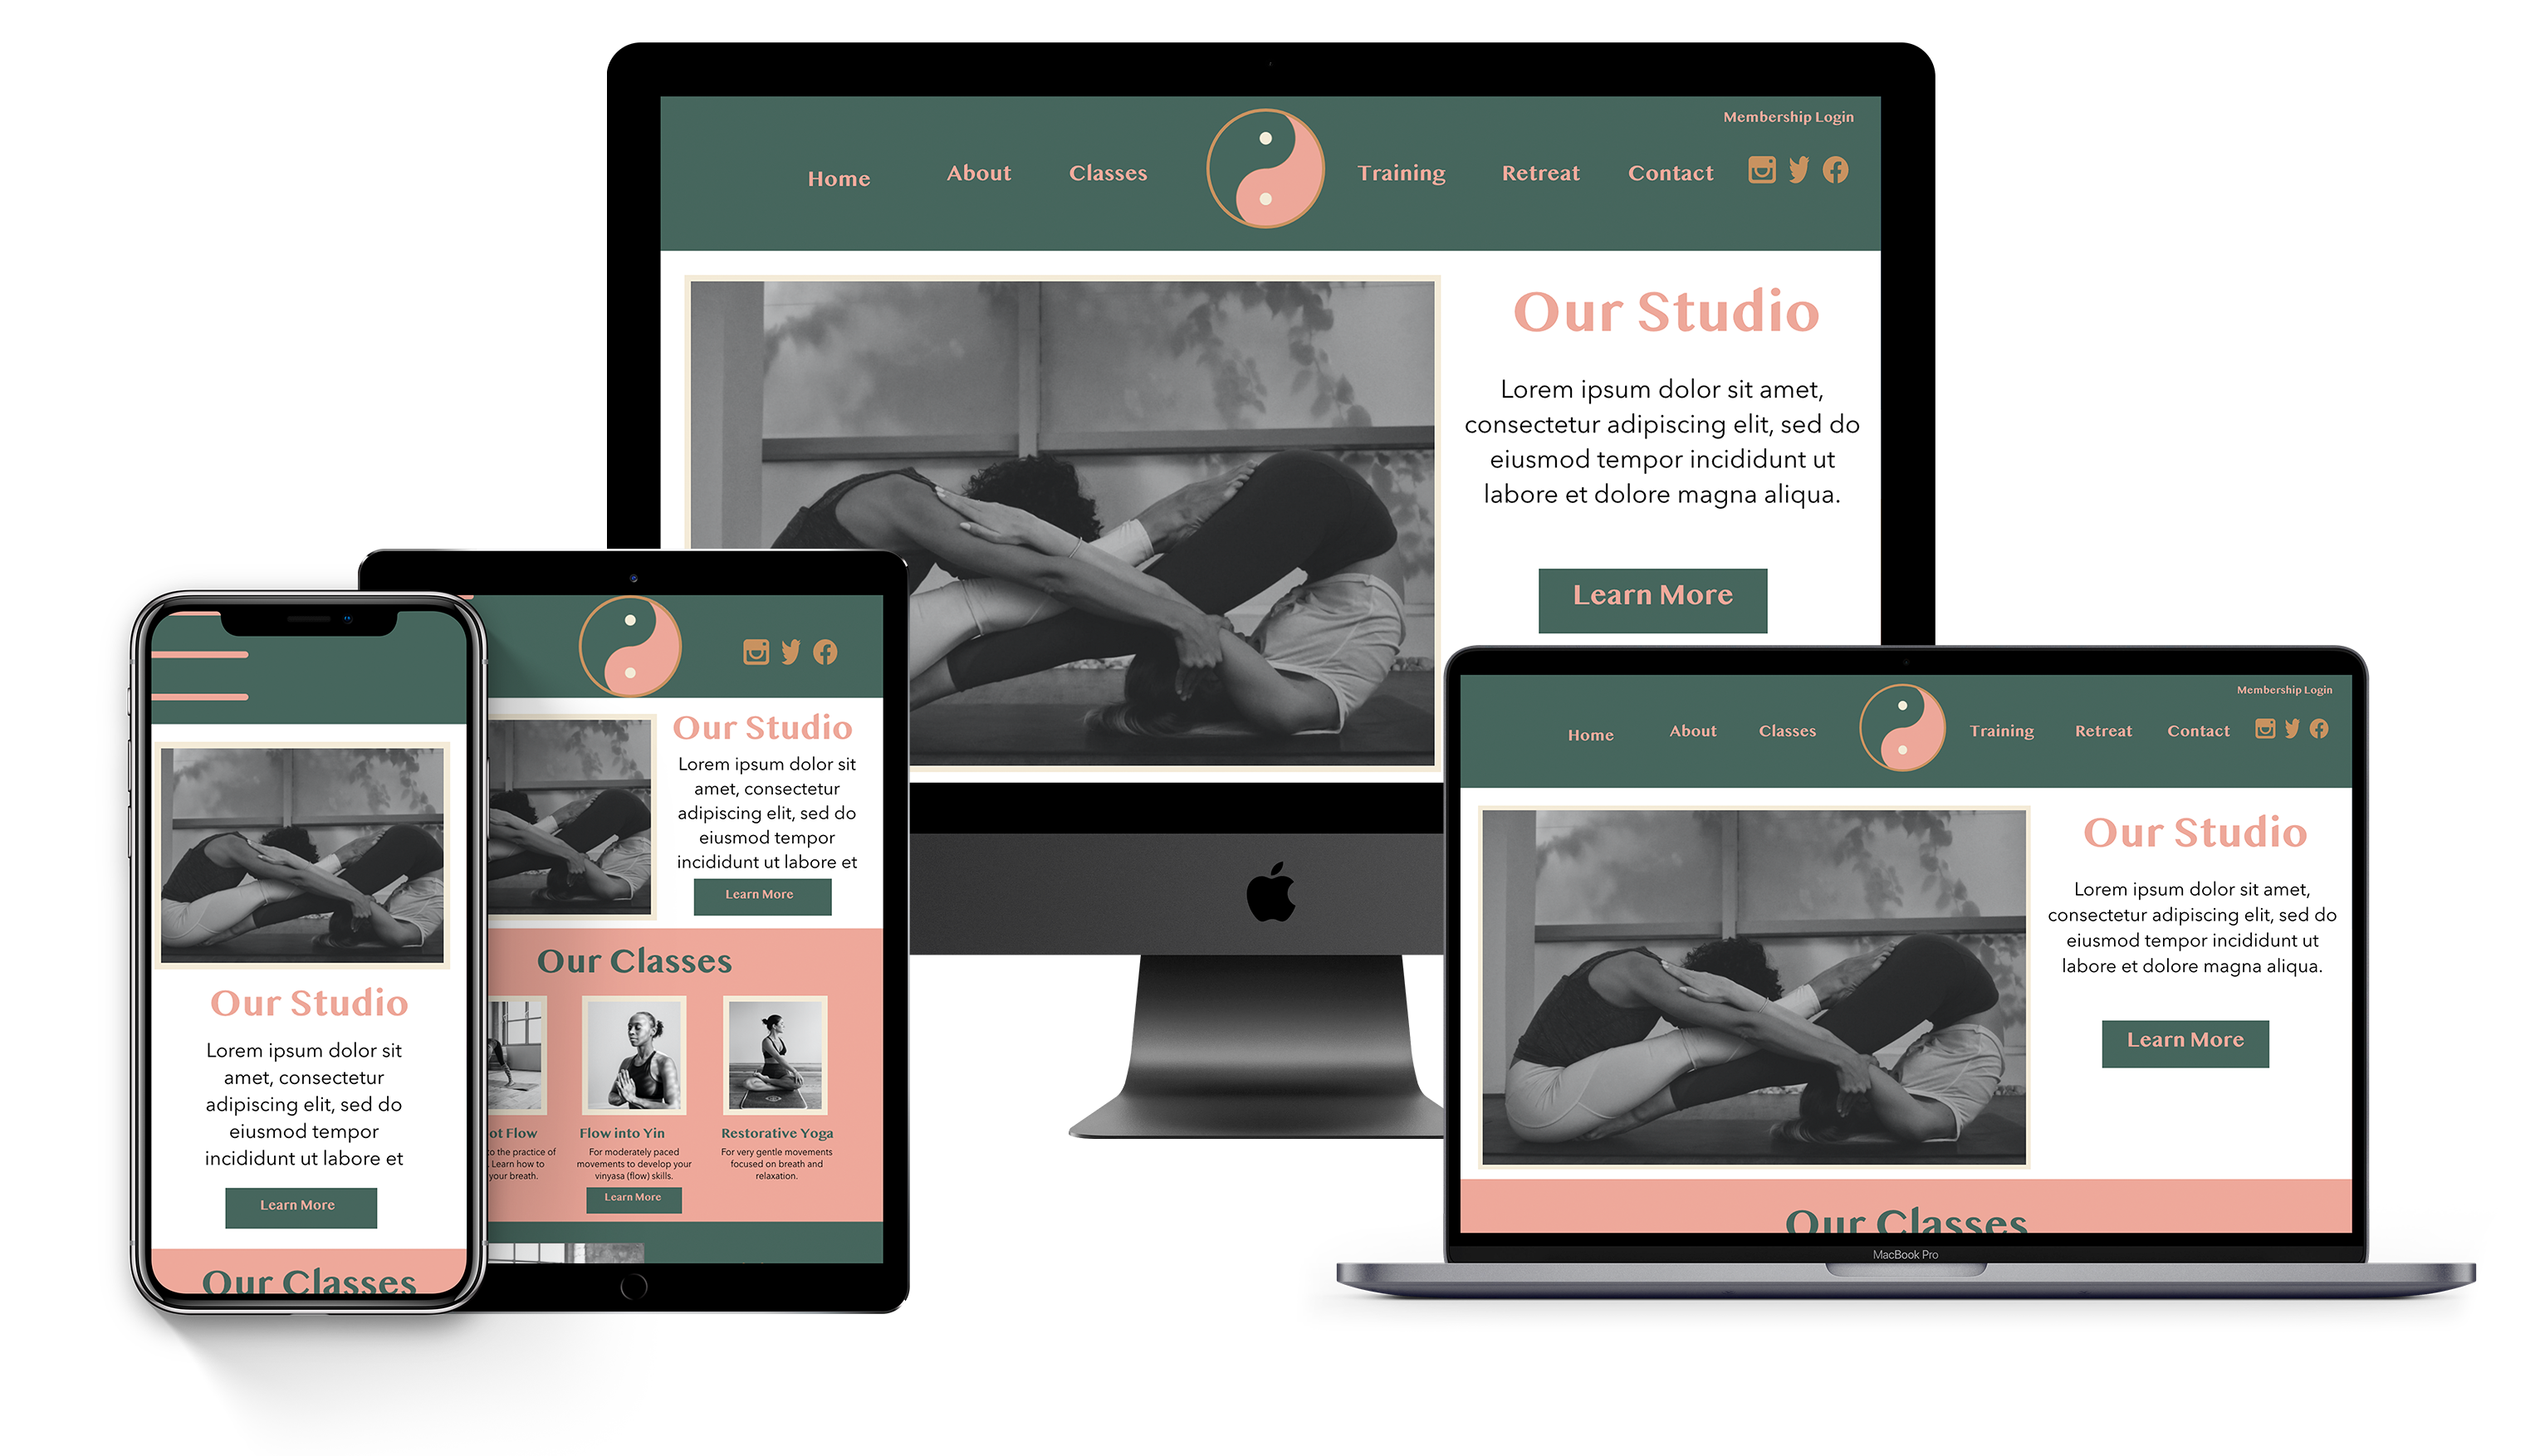 Membership Login
Home About Classes Training Retreat Contact
Our Studio
Lorem ipsum dolor sit amet,
consectetur adipiscing elit, sed do
eiusmod tempor incididunt ut
labore et dolore magna aliqua.
Learn More
Our Studio
Lorem ipsum dolor sit
amet, consectetur
adipiscing elit, sed do
eiusmod tempor
incididunt ut labore et
Learn More
Our Classes
Our Studio
Lorem ipsum dolor sit
amet, consectetur
adipiscing elit, sed do
eiusmod tempor
incididunt ut labore et
Learn More
Our Classes
ot Flow
to the practice of
. Learn how to
your breath.
Flow into Yin
For moderately paced
movements to develop your
vinyasa (flow) skills.
Learn More
Restorative Yoga
For very gentle movements
focused on breath and
relaxation.
Membership Login
Home About Classes Training Retreat Contact
Our Studio
Lorem ipsum dolor sit amet,
consectetur adipiscing elit, sed do
eiusmod tempor incididunt ut
labore et dolore magna aliqua.
Learn More
Our Classes
MacBook Pro